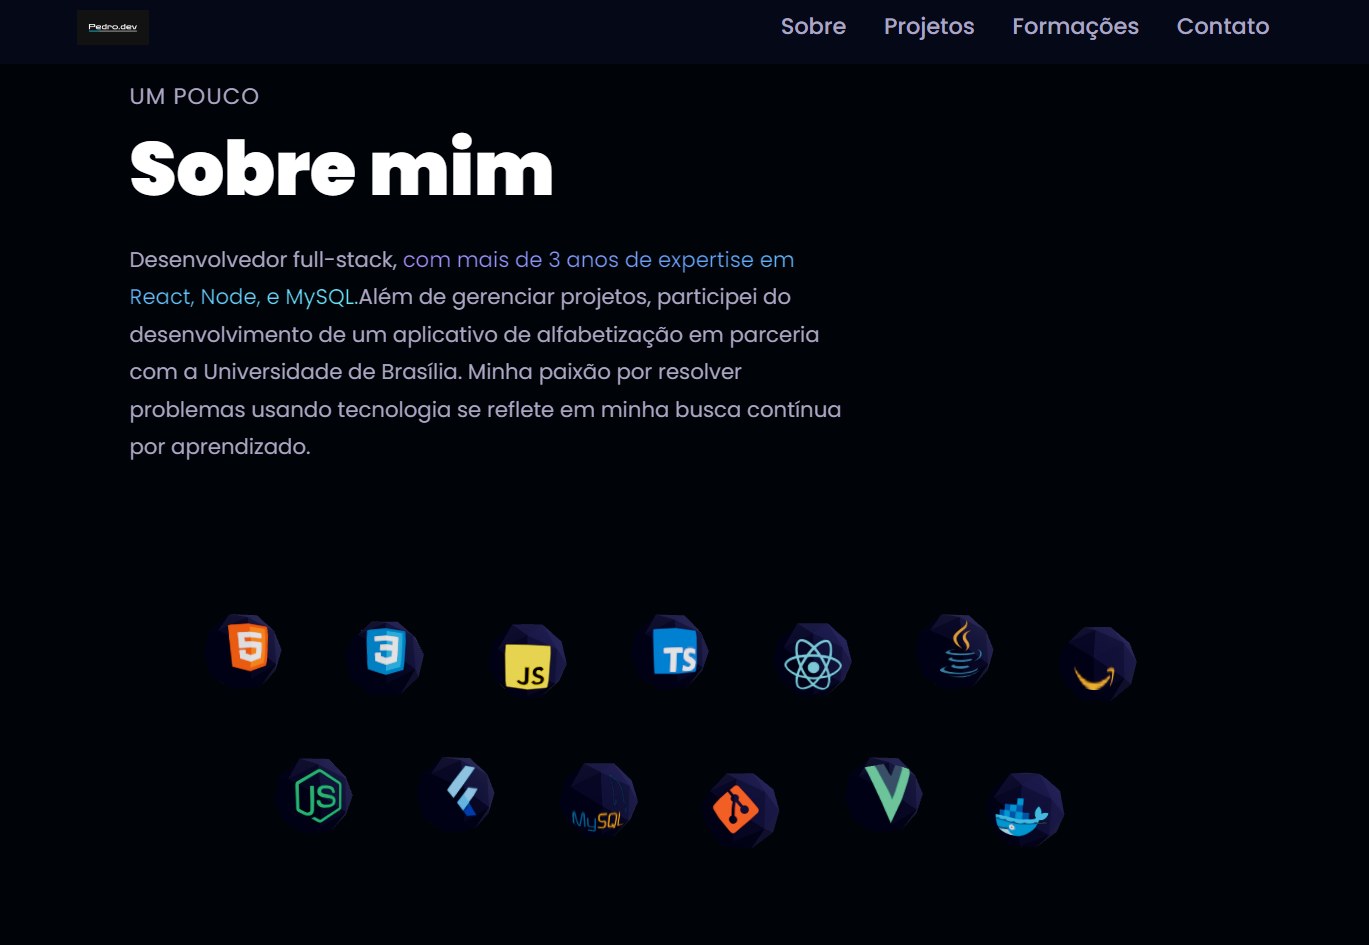 Pedro.dev
Sobre Projetos Formações Contato
UM POUCO
Sobre mim
Desenvolvedor full-stack, com mais de 3 anos de expertise em
React, Node, e MySQL.Além de gerenciar projetos, participei do
desenvolvimento de um aplicativo de alfabetização em parceria
com a Universidade de Brasília. Minha paixão por resolver
problemas usando tecnologia se reflete em minha busca contínua
por aprendizado.
5 3 JS TS
JS MySQL